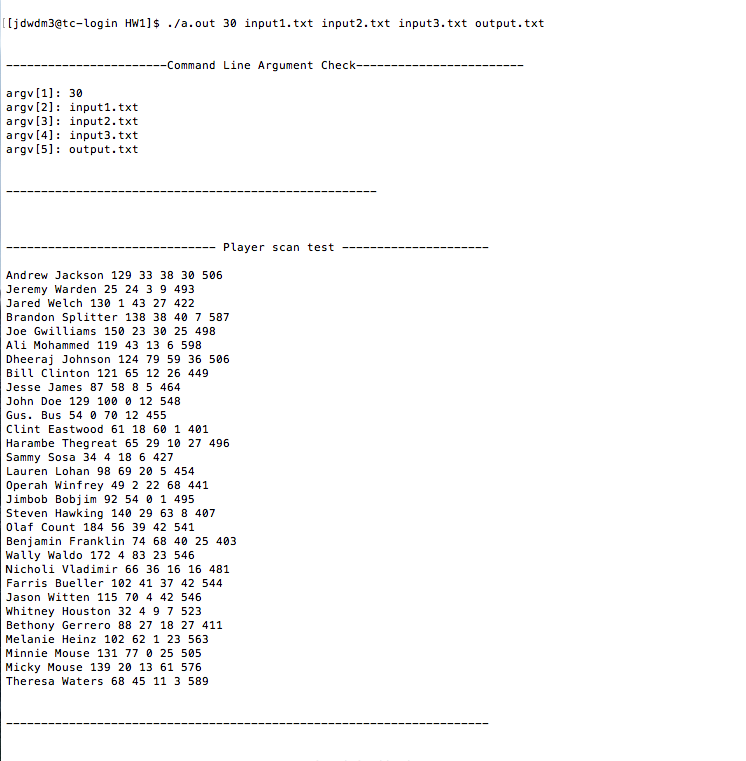 [[jdwdm3@tc-login HW1]$ ./a.out 30 input1.txt input2.txt input3.txt output.txt
-----------------------Command Line Argument Check------------------------
argv[1]: 30
argv[2]: input1.txt
argv[3]: input2.txt
argv[4]: input3.txt
argv[5]: output.txt
-----------------------------------------------------
------------------------------ Player scan test ---------------------
Andrew Jackson 129 33 38 30 506
Jeremy Warden 25 24 3 9 493
Jared Welch 130 1 43 27 422
Brandon Splitter 138 38 40 7 587
Joe Gwilliams 150 23 30 25 498
Ali Mohammed 119 43 13 6 598
Dheeraj Johnson 124 79 59 36 506
Bill Clinton 121 65 12 26 449
Jesse James 87 58 8 5 464
John Doe 129 100 0 12 548
Gus. Bus 54 0 70 12 455
Clint Eastwood 61 18 60 1 401
Harambe Thegreat 65 29 10 27 496
Sammy Sosa 34 4 18 6 427
Lauren Lohan 98 69 20 5 454
Operah Winfrey 49 2 22 68 441
Jimbob Bobjim 92 54 0 1 495
Steven Hawking 140 29 63 8 407
Olaf Count 184 56 39 42 541
Benjamin Franklin 74 68 40 25 403
Wally Waldo 172 4 83 23 546
Nicholi Vladimir 66 36 16 16 481
Farris Bueller 102 41 37 42 544
Jason Witten 115 70 4 42 546
Whitney Houston 32 4 9 7 523
Bethony Gerrero 88 27 18 27 411
Melanie Heinz 102 62 1 23 563
Minnie Mouse 131 77 0 25 505
Micky Mouse 139 20 13 61 576
Theresa Waters 68 45 11 3 589
---------------------------------------------------------------------